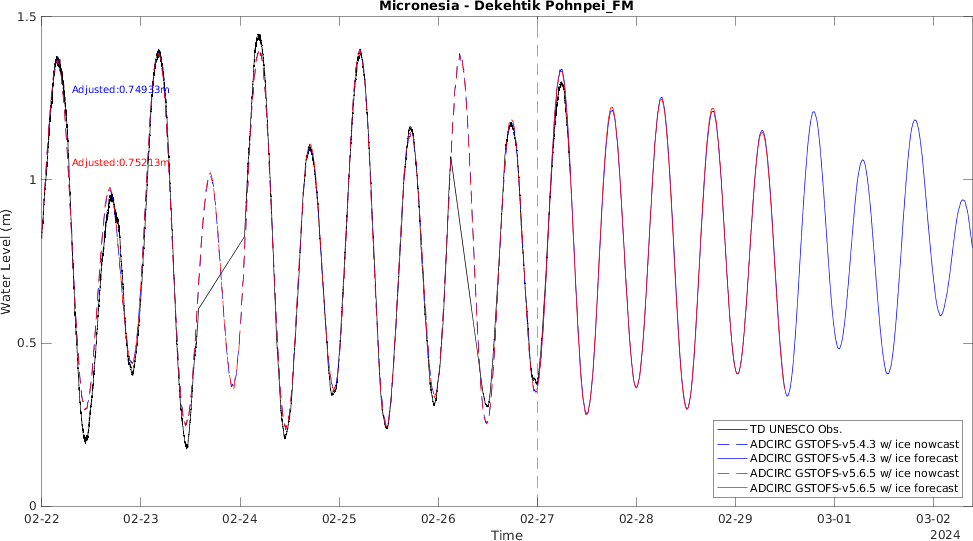 Micronesia - Dekehtik Pohnpei_FM
1.5
Adjusted:0.74933m
Adjusted:0.75213m
1
Water Level (m)
0.5
TD UNESCO Obs.
ADCIRC GSTOFS-v5.4.3 w/ ice nowcast
ADCIRC GSTOFS-v5.4.3 w/ ice forecast
ADCIRC GSTOFS-v5.6.5 w/ ice nowcast
ADCIRC GSTOFS-v5.6.5 w/ ice forecast
0
02-22 02-23 02-24 02-25 02-26 02-27 02-28 02-29 03-01 03-02
Time 2024